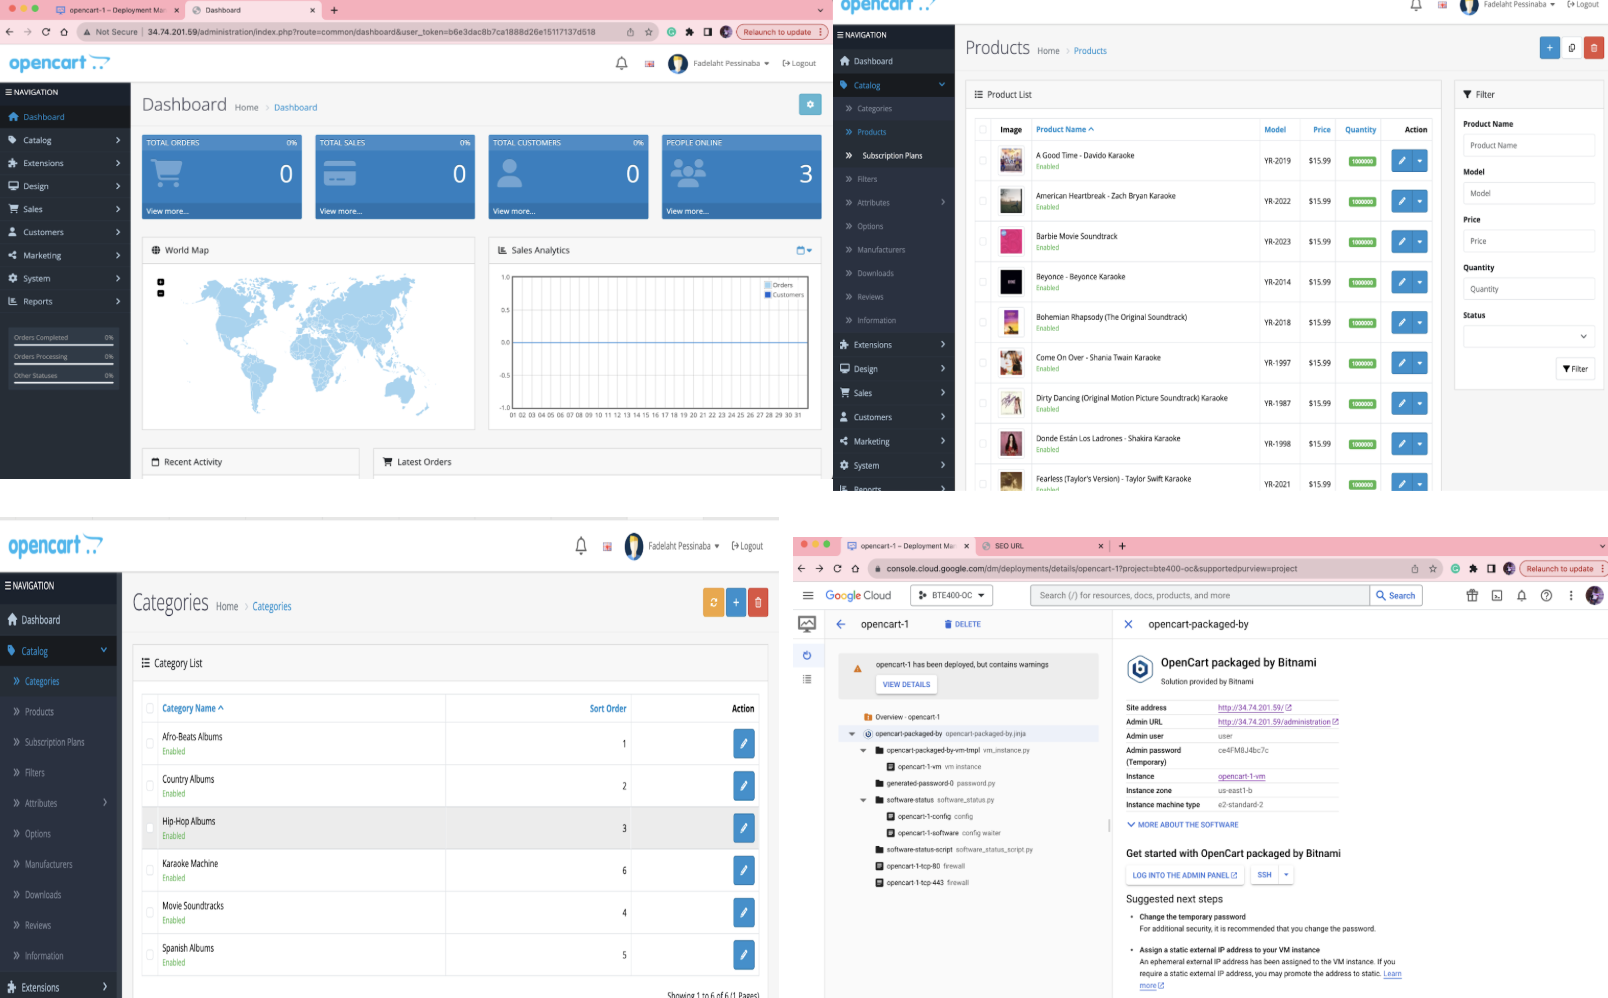 opencart-1 – Deployment Man
Dashboard
Not Secure | 34.74.201.59/administration/index.php?route=common/dashboard&user_token=b6e3dac8b7ca1888d26e15117137d518
Relaunch to update
opencart
Fadelaht Pessinaba
Logout
NAVIGATION
Dashboard
Catalog
Extensions
Design
Sales
Customers
Marketing
System
Reports
Orders Completed 0%
Orders Processing 0%
Other Statuses 0%
Dashboard Home > Dashboard
TOTAL ORDERS 0%
0
View more...
TOTAL SALES 0%
0
View more...
TOTAL CUSTOMERS 0%
0
View more...
PEOPLE ONLINE
3
View more...
World Map
Sales Analytics
1.0
0.5
0.0
-0.5
-1.0
Orders
Customers
01 02 03 04 05 06 07 08 09 10 11 12 13 14 15 16 17 18 19 20 21 22 23 24 25 26 27 28 29 30 31
Recent Activity
Latest Orders
opencart
Fadelaht Pessinaba
Logout
NAVIGATION
Dashboard
Catalog
Categories
Products
Subscription Plans
Filters
Attributes
Options
Manufacturers
Downloads
Reviews
Information
Extensions
Design
Sales
Customers
Marketing
System
Reports
Products Home > Products
Product List
Image Product Name Model Price Quantity Action
A Good Time - Davido Karaoke YR-2019 $15.99 1000000
Enabled
American Heartbreak - Zach Bryan Karaoke YR-2022 $15.99 1000000
Enabled
Barbie Movie Soundtrack YR-2023 $15.99 1000000
Enabled
Beyonce - Beyonce Karaoke YR-2014 $15.99 1000000
Enabled
Bohemian Rhapsody (The Original Soundtrack) YR-2018 $15.99 1000000
Enabled
Come On Over - Shania Twain Karaoke YR-1997 $15.99 1000000
Enabled
Dirty Dancing (Original Motion Picture Soundtrack) Karaoke YR-1987 $15.99 1000000
Enabled
Donde Están Los Ladrones - Shakira Karaoke YR-1998 $15.99 1000000
Enabled
Fearless (Taylor's Version) - Taylor Swift Karaoke YR-2021 $15.99 1000000
Enabled
Filter
Product Name
Product Name
Model
Model
Price
Price
Quantity
Quantity
Status
Filter
opencart
Fadelaht Pessinaba
Logout
NAVIGATION
Dashboard
Catalog
Categories
Products
Subscription Plans
Filters
Attributes
Options
Manufacturers
Downloads
Reviews
Information
Extensions
Categories Home > Categories
Category List
Category Name Sort Order Action
Afro-Beats Albums 1
Enabled
Country Albums 2
Enabled
Hip-Hop Albums 3
Enabled
Karaoke Machine 6
Enabled
Movie Soundtracks 4
Enabled
Spanish Albums 5
Enabled
Showing 1 to 6 of 6 (1 Pages)
opencart-1 – Deployment Man
SEO URL
console.cloud.google.com/dm/deployments/details/opencart-1?project=bte400-oc&supportedpurview=project
Relaunch to update
Google Cloud
BTE400-OC
Search (/) for resources, docs, products, and more
Search
opencart-1
DELETE
opencart-1 has been deployed, but contains warnings
VIEW DETAILS
Overview - opencart-1
opencart-packaged-by opencart-packaged-by.jinja
opencart-packaged-by-vm-tmpl vm_instance.py
opencart-1-vm vm instance
generated-password-0 password.py
software-status software_status.py
opencart-1-config config
opencart-1-software config waiter
software-status-script software_status_script.py
opencart-1-tcp-80 firewall
opencart-1-tcp-443 firewall
opencart-packaged-by
OpenCart packaged by Bitnami
Solution provided by Bitnami
Site address http://34.74.201.59/
Admin URL http://34.74.201.59/administration
Admin user user
Admin password ce4FM8J4bc7c
(Temporary)
Instance opencart-1-vm
Instance zone us-east1-b
Instance machine type e2-standard-2
MORE ABOUT THE SOFTWARE
Get started with OpenCart packaged by Bitnami
LOG INTO THE ADMIN PANEL
SSH
Suggested next steps
• Change the temporary password
For additional security, it is recommended that you change the password.
• Assign a static external IP address to your VM instance
An ephemeral external IP address has been assigned to the VM instance. If you
require a static external IP address, you may promote the address to static. Learn
more